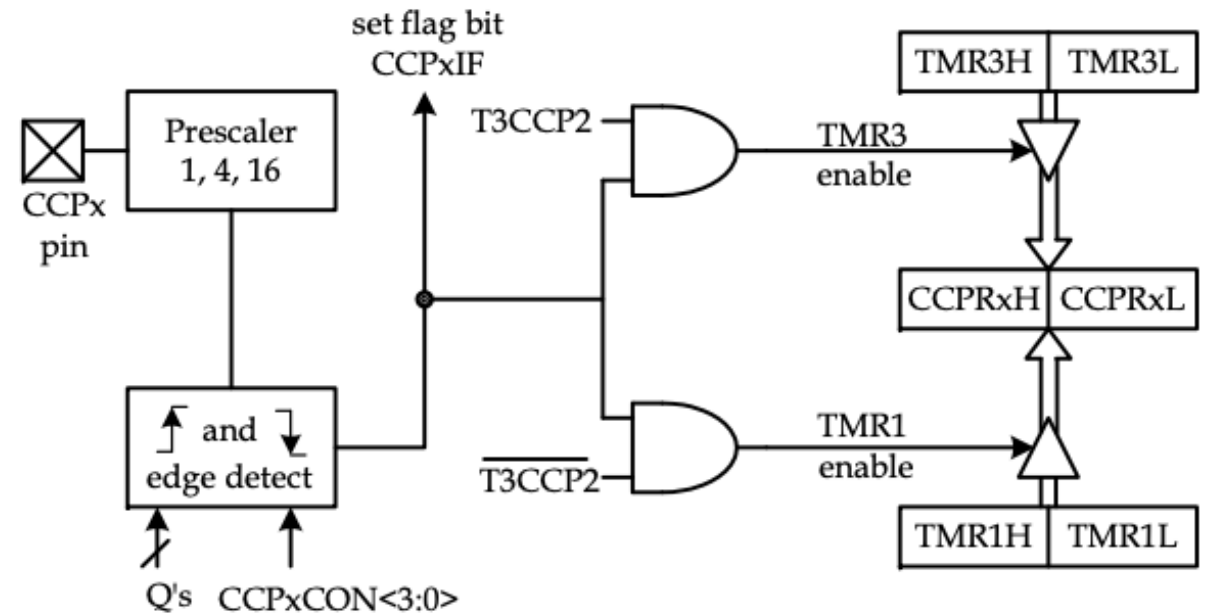 set flag bit
CCPxIF
TMR3H TMR3L
Prescaler
1, 4, 16
CCPx
pin
T3CCP2
TMR3
enable
CCPRxH CCPRxL
and
edge detect
T3CCP2
TMR1
enable
TMR1H TMR1L
Q's CCPxCON<3:0>